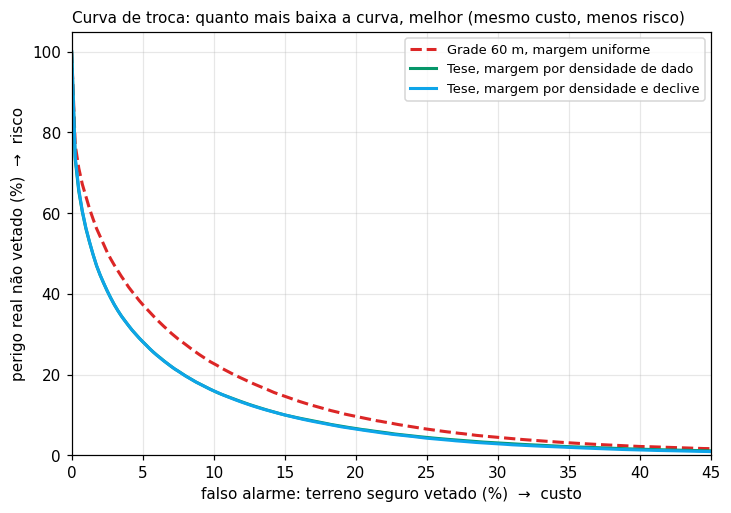 Curva de troca: quanto mais baixa a curva, melhor (mesmo custo, menos risco)
Grade 60 m, margem uniforme
Tese, margem por densidade de dado
Tese, margem por densidade e declive
perigo real não vetado (%) → risco
100
80
60
40
20
0
0 5 10 15 20 25 30 35 40 45
falso alarme: terreno seguro vetado (%) → custo